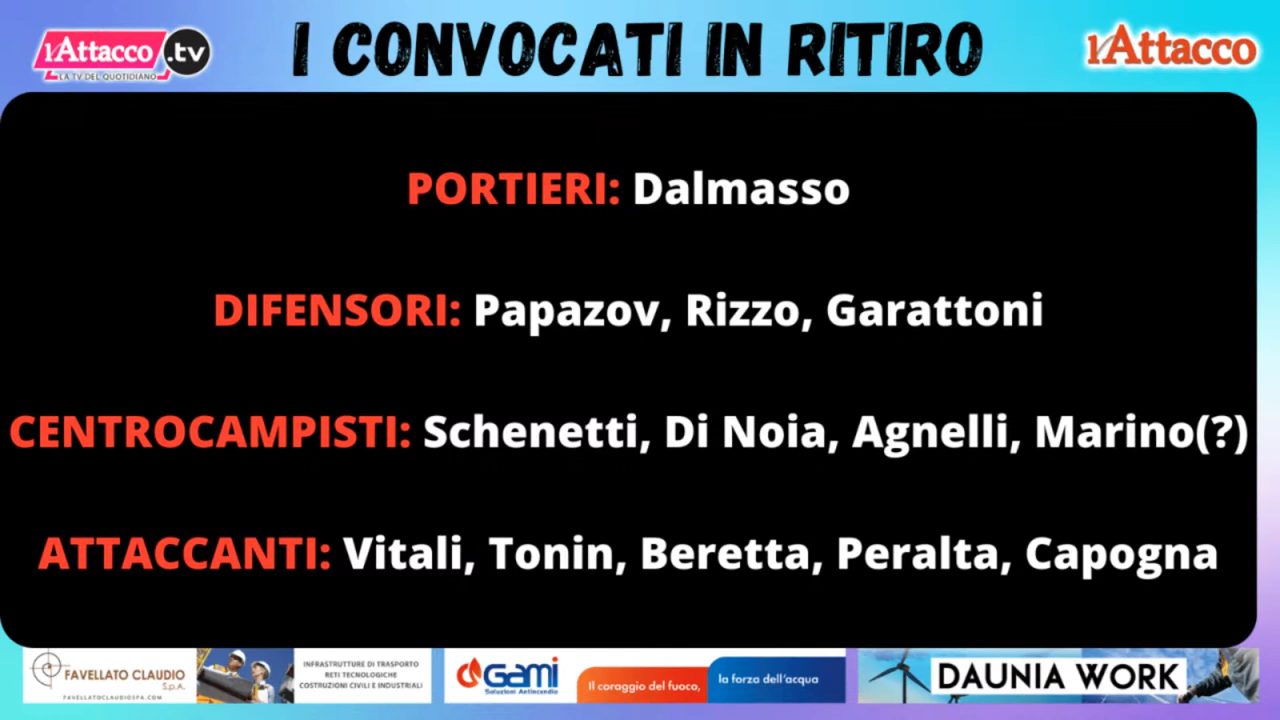 l'Attacco .tv
LA TV DEL QUOTIDIANO
I CONVOCATI IN RITIRO
l'Attacco
PORTIERI: Dalmasso
DIFENSORI: Papazov, Rizzo, Garattoni
CENTROCAMPISTI: Schenetti, Di Noia, Agnelli, Marino(?)
ATTACCANTI: Vitali, Tonin, Beretta, Peralta, Capogna
FAVELLATO CLAUDIO
S.p.A.
FAVELLATOCLAUDIOSPA.COM
INFRASTRUTTURE DI TRASPORTO
RETI TECNOLOGICHE
COSTRUZIONI CIVILI E INDUSTRIALI
GAMI
Soluzioni Antincendio
Il coraggio del fuoco,
la forza dell'acqua
DAUNIA WORK